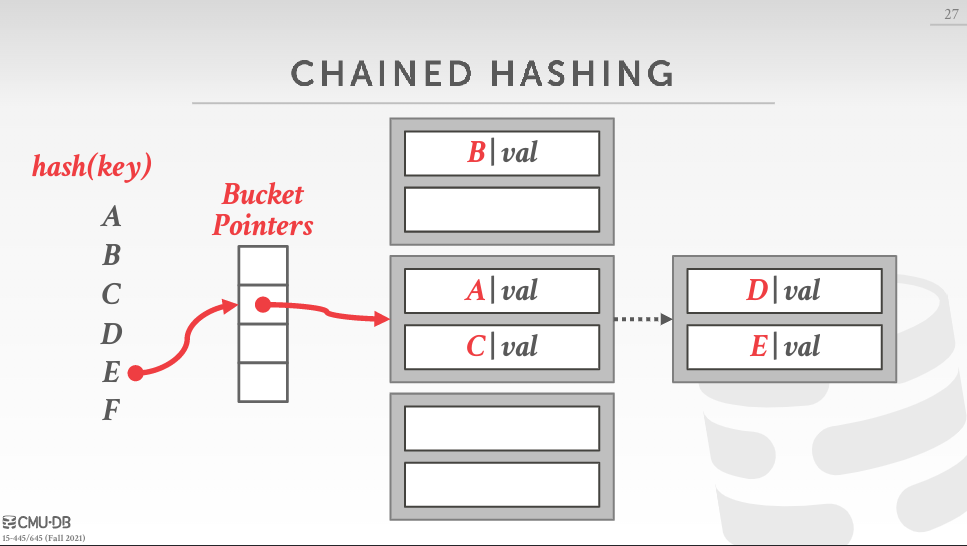 27
CHAINED HASHING
hash(key)
A
B
C
D
E
F
Bucket
Pointers
B|val
A|val
C|val
D|val
E|val
CMU·DB
15-445/645 (Fall 2021)